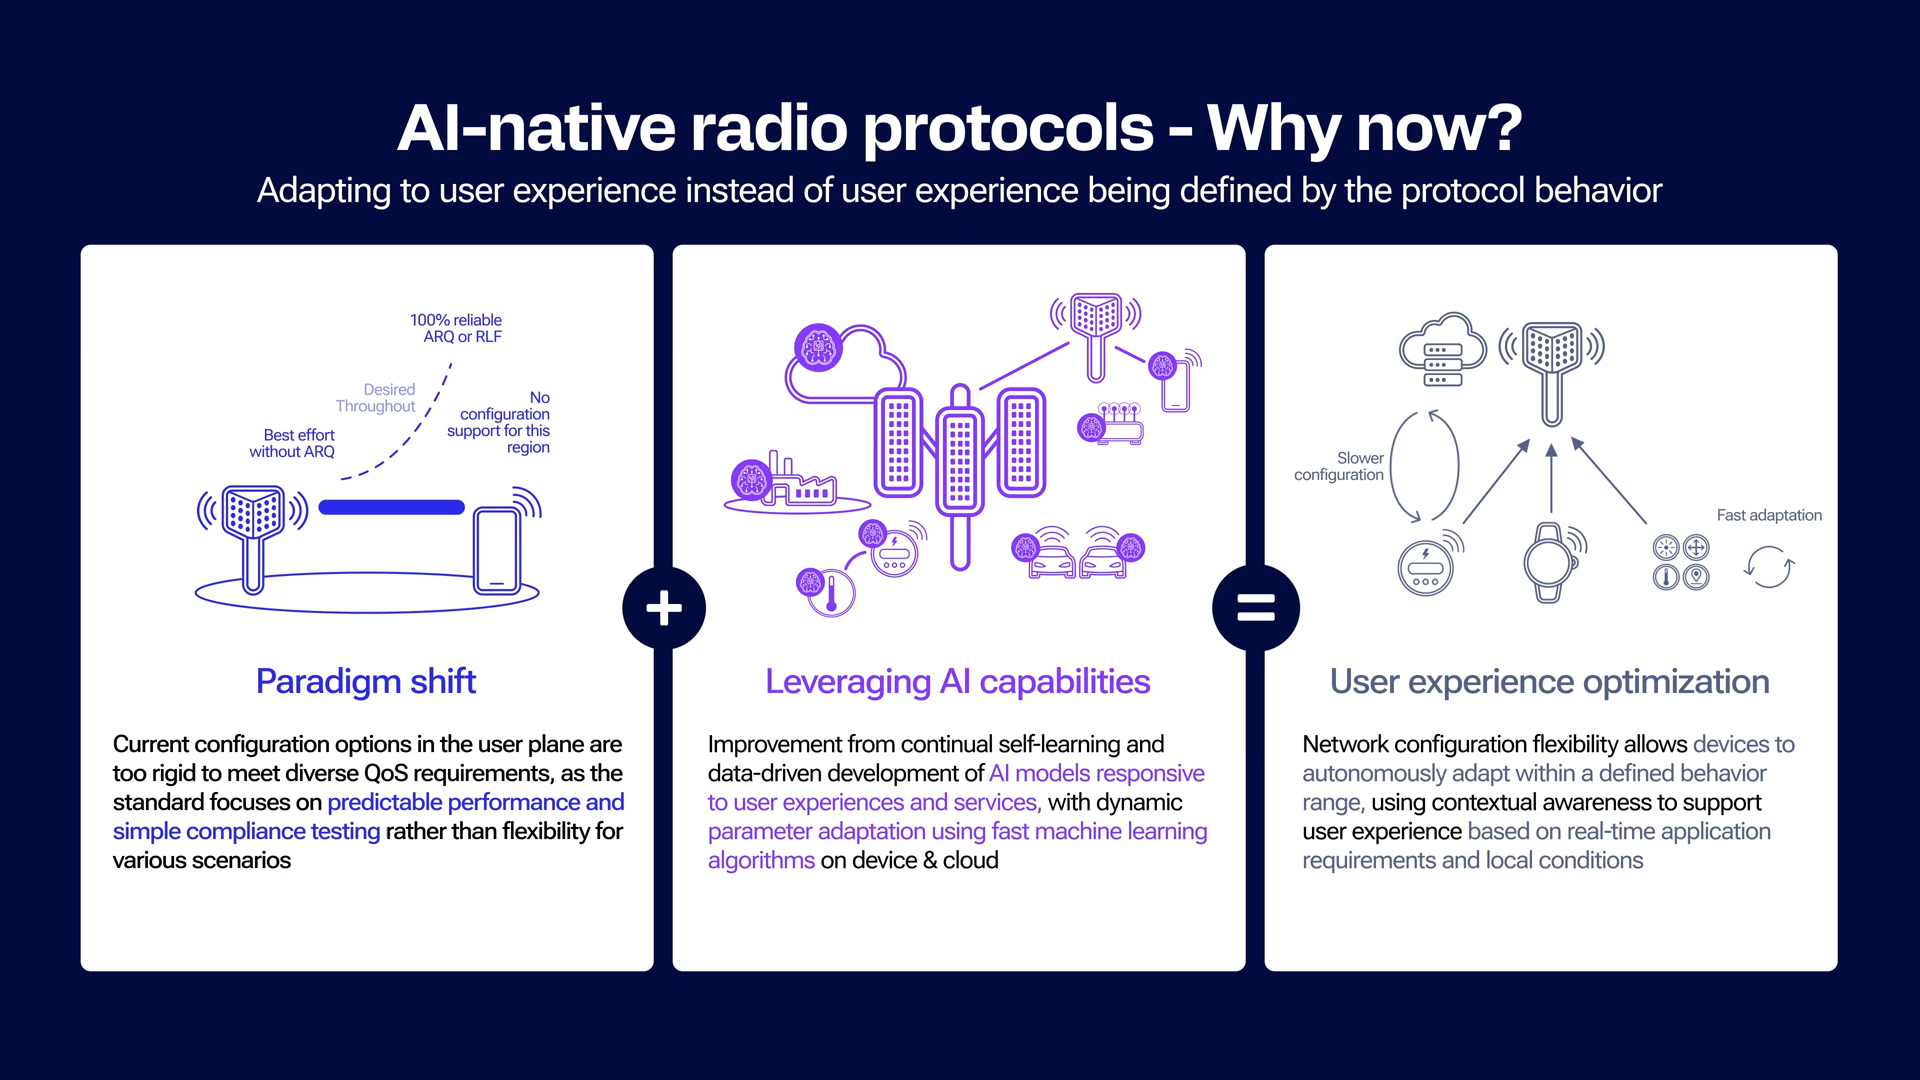 AI-native radio protocols - Why now?
Adapting to user experience instead of user experience being defined by the protocol behavior
100% reliable
ARQ or RLF
Desired
Throughout
No
configuration
support for this
region
Best effort
without ARQ
Paradigm shift
Current configuration options in the user plane are
too rigid to meet diverse QoS requirements, as the
standard focuses on predictable performance and
simple compliance testing rather than flexibility for
various scenarios
+
Leveraging AI capabilities
Improvement from continual self-learning and
data-driven development of AI models responsive
to user experiences and services, with dynamic
parameter adaptation using fast machine learning
algorithms on device & cloud
=
Slower
configuration
Fast adaptation
User experience optimization
Network configuration flexibility allows devices to
autonomously adapt within a defined behavior
range, using contextual awareness to support
user experience based on real-time application
requirements and local conditions